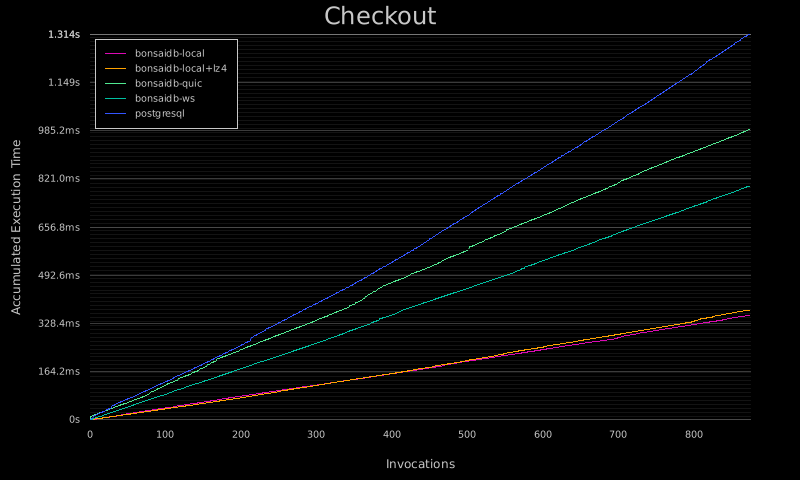 Checkout
1.314s
1.149s
985.2ms
821.0ms
656.8ms
492.6ms
328.4ms
164.2ms
0s
Accumulated Execution Time
bonsaidb-local
bonsaidb-local+lz4
bonsaidb-quic
bonsaidb-ws
postgresql
0 100 200 300 400 500 600 700 800
Invocations